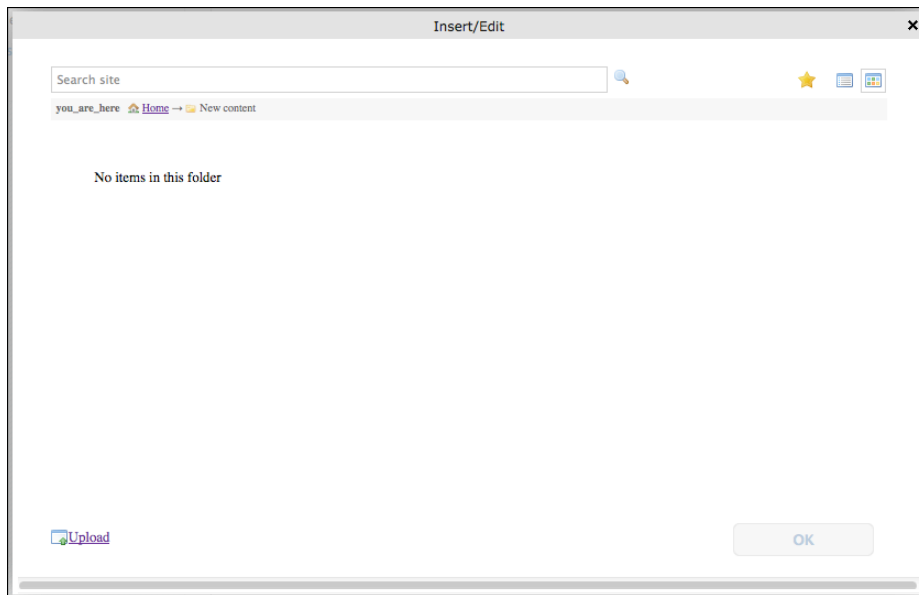 Insert/Edit
Search site
you_are_here Home → New content
No items in this folder
Upload
OK